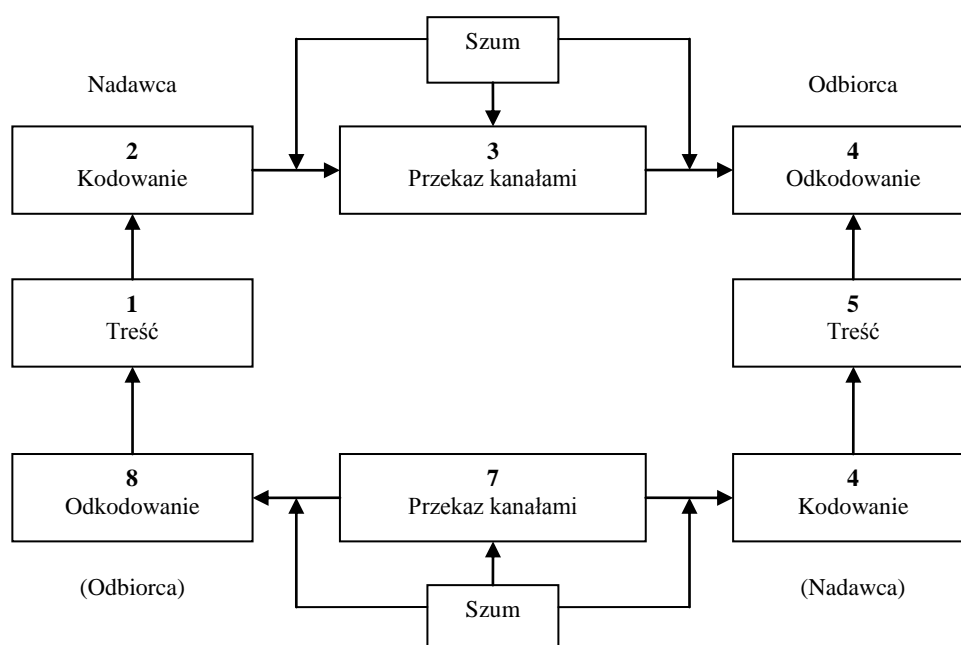 Szum
Nadawca
Odbiorca
2
Kodowanie
3
Przekaz kanałami
4
Odkodowanie
1
Treść
5
Treść
8
Odkodowanie
7
Przekaz kanałami
4
Kodowanie
(Odbiorca)
Szum
(Nadawca)